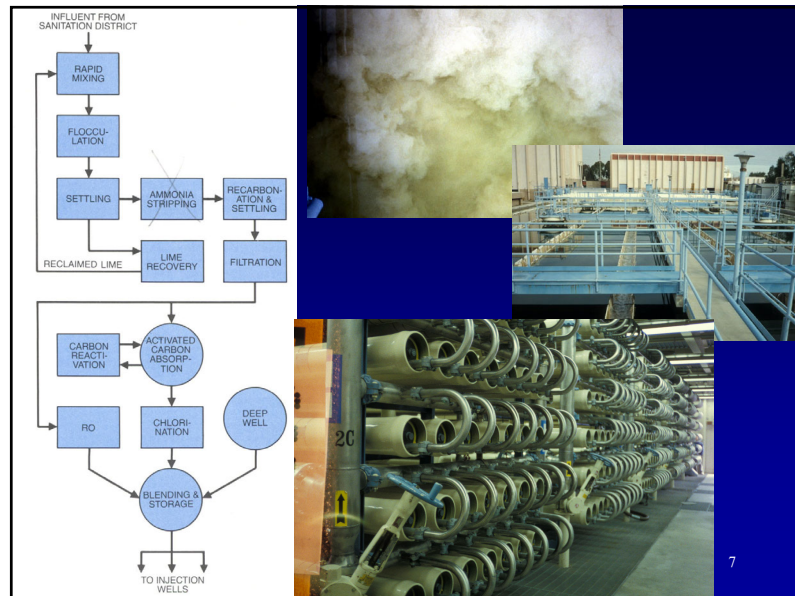 INFLUENT FROM
SANITATION DISTRICT
RAPID
MIXING
FLOCCU-
LATION
SETTLING
AMMONIA
STRIPPING
RECARBON-
ATION &
SETTLING
RECLAIMED LIME
LIME
RECOVERY
FILTRATION
CARBON
REACTI-
VATION
ACTIVATED
CARBON
ABSORP-
TION
RO
CHLORI-
NATION
DEEP
WELL
BLENDING &
STORAGE
TO INJECTION
WELLS
2C
7